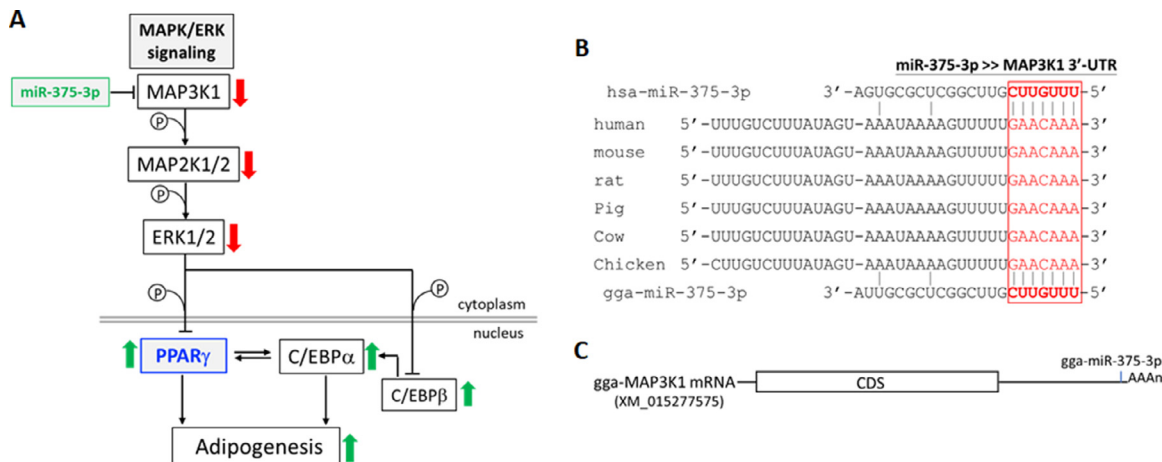 A
MAPK/ERK
signaling
miR-375-3p
MAP3K1
P
MAP2K1/2
P
ERK1/2
P
P
cytoplasm
nucleus
PPARγ
C/EBPα
C/EBPβ
Adipogenesis
B
miR-375-3p >> MAP3K1 3’-UTR
hsa-miR-375-3p 3’-AGUGCGCUCGGCUUGCUUGUUU-5’
human 5’-UUUGUCUUUAUAGU-AAAUAAAAGUUUUUGAACAAA-3’
mouse 5’-UUUGUCUUUAUAGU-AAAUAAAAGUUUUUGAACAAA-3’
rat 5’-UUUGUCUUUAUAGU-AAAUAAAAGUUUUUGAACAAA-3’
Pig 5’-UUUGUCUUUAUAGU-AAAUAAAAGUUUUUGAACAAA-3’
Cow 5’-UUUGUCUUUAUAGU-AAAUAAAAGUUUUUGAACAAA-3’
Chicken 5’-CUUGUCUUUAUAGU-AAAUAAAAGUUUUUGAACAAA-3’
gga-miR-375-3p 3’-AUUGCGCUCGGCUUGCUUGUUU-5’
C
gga-miR-375-3p
gga-MAP3K1 mRNA
CDS
AAAn
(XM_015277575)